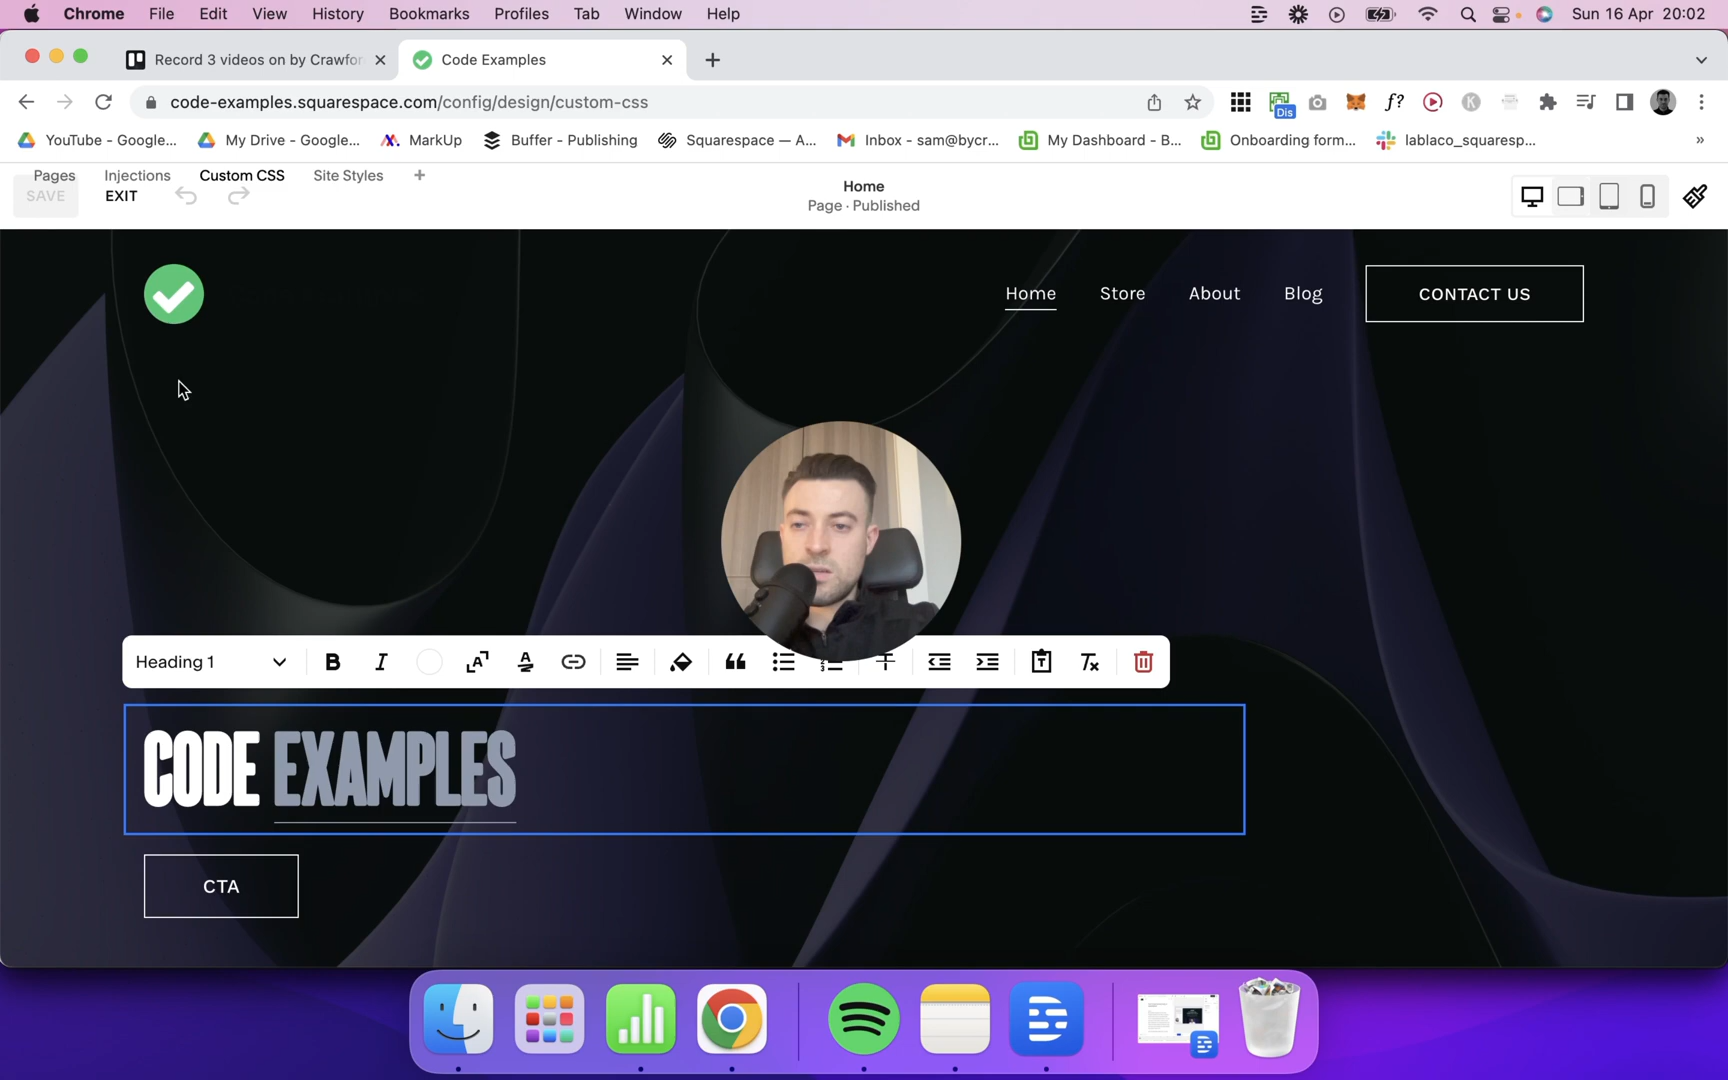 Chrome File Edit View History Bookmarks Profiles Tab Window Help Sun 16 Apr 20:02
Record 3 videos on by Crawfor Code Examples
code-examples.squarespace.com/config/design/custom-css f? Dis K
YouTube - Google... My Drive - Google... MarkUp Buffer - Publishing Squarespace — A... Inbox - sam@bycr... My Dashboard - B... Onboarding form... lablaco_squaresp... »
Pages Injections Custom CSS Site Styles +
SAVE EXIT
Home
Page · Published
Home Store About Blog CONTACT US
Heading 1 B I
CODE EXAMPLES
CTA